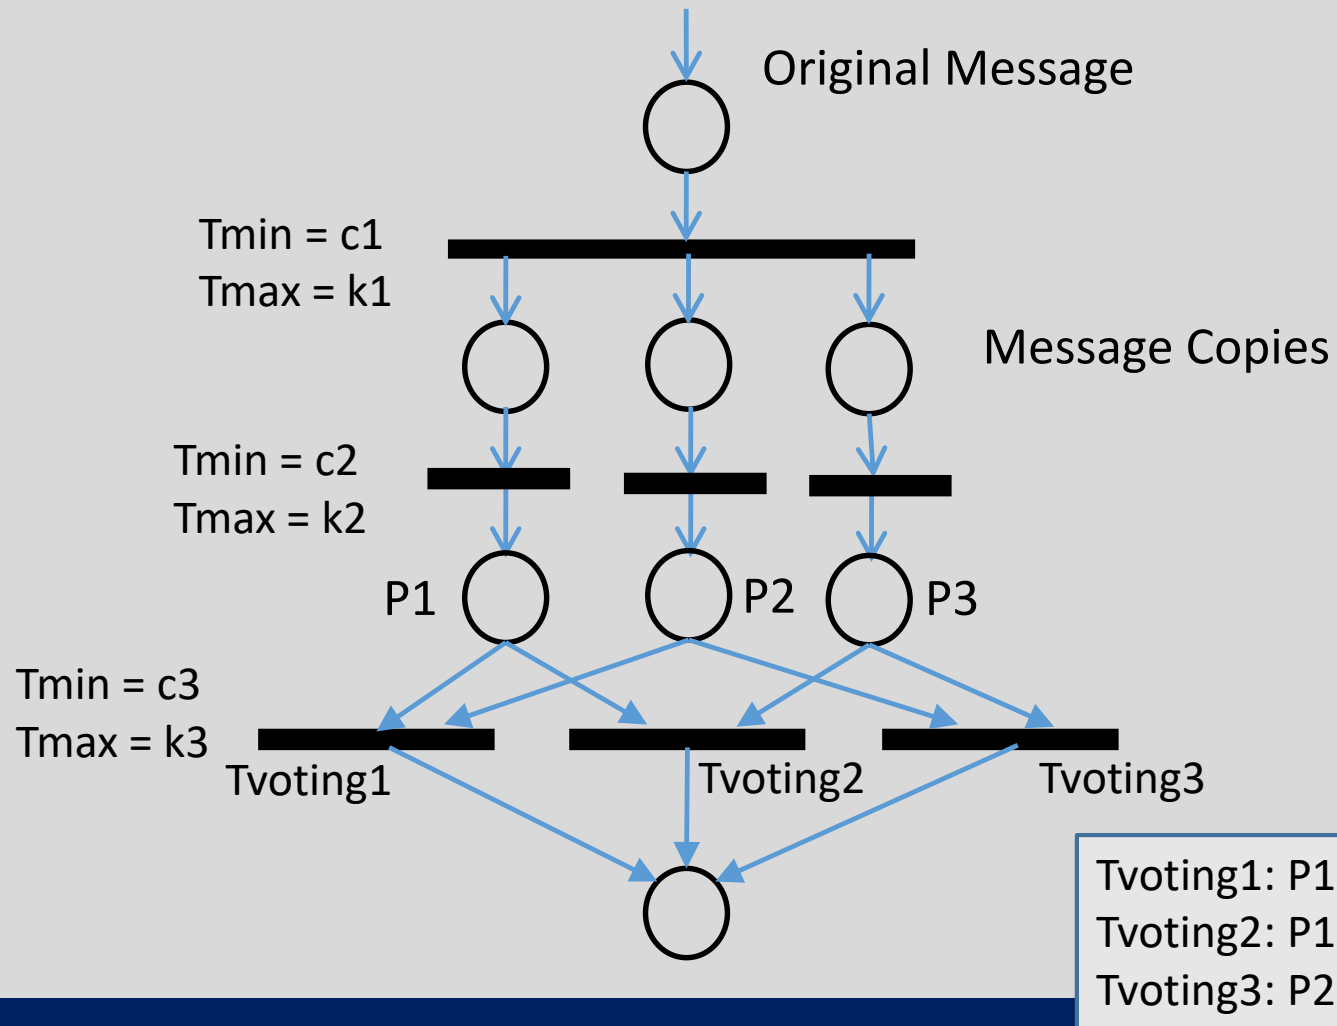 Original Message
Tmin = c1
Tmax = k1
Message Copies
Tmin = c2
Tmax = k2
P1
P2
P3
Tmin = c3
Tmax = k3
Tvoting1
Tvoting2
Tvoting3
Tvoting1: P1
Tvoting2: P1
Tvoting3: P2